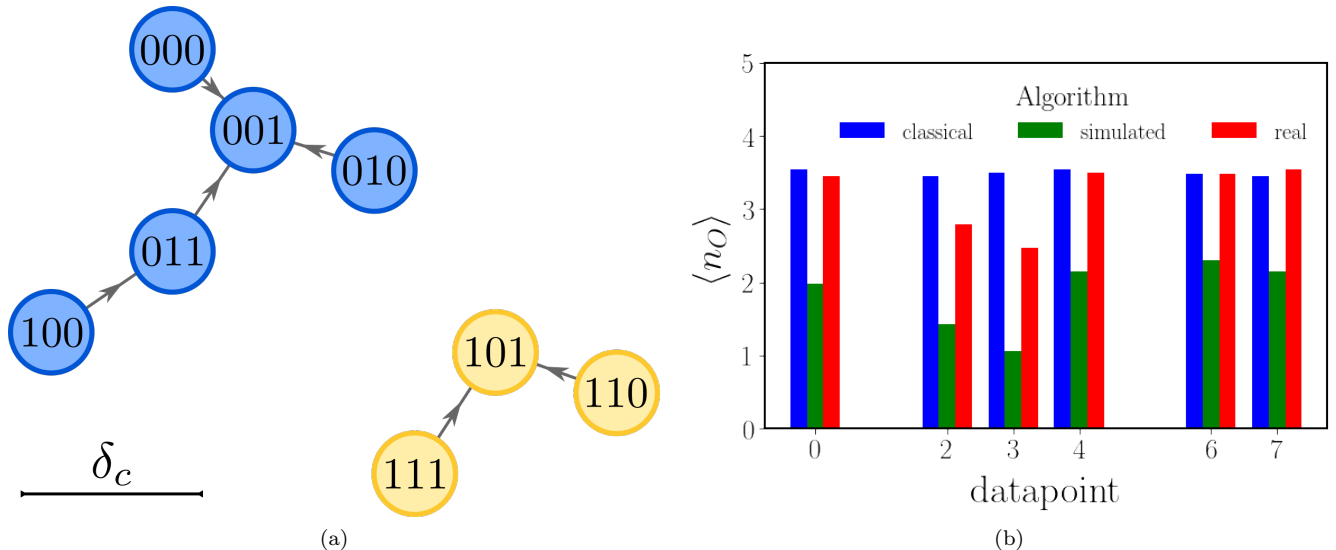 000
001
010
011
100
101
110
111
δ_c
(a)
5
4
3
2
1
0
⟨n_O⟩
Algorithm
classical simulated real
0 2 3 4 6 7
datapoint
(b)